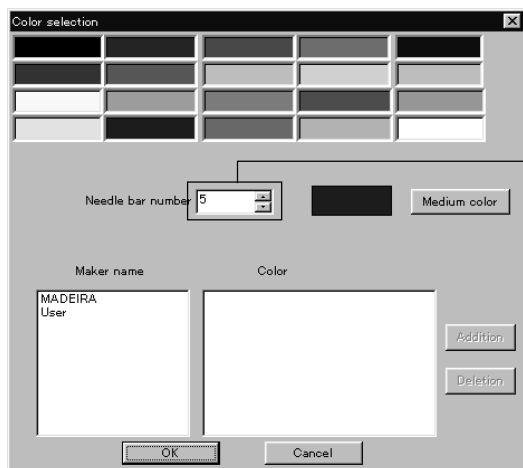 Color selection
Needle bar number 5
Medium color
Maker name Color
MADEIRA
User
Addition
Deletion
OK Cancel